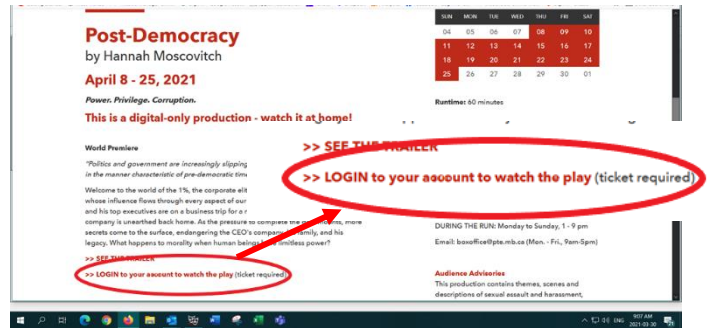 Post-Democracy
by Hannah Moscovitch
April 8 - 25, 2021
Power. Privilege. Corruption.
This is a digital-only production - watch it at home!
World Premiere
"Politics and government are increasingly slipping
in the manner characteristic of pre-democratic
Welcome to the world of the 1%, the corporate
whose influence flows through every aspect of our
and his top executives are on a business trip for a
company is unearthed back home. As the pressure to complete the more
secrets come to the surface, endangering the CEO's company, family, and his
legacy. What happens to morality when human beings limitless power?
>> SEE THE TRAILER
>> LOGIN to your aocount to watch the play (ticket required)
SUN MON TUE WED THU FRI SAT
04 05 06 07 08 09 10
11 12 13 14 15 16 17
18 19 20 21 22 23 24
25 26 27 28 29 30 01
Runtime: 60 minutes
>> SEE THE TRAILER
>> LOGIN to your aocount to watch the play (ticket required)
DURING THE RUN: Monday to Sunday, 1 - 9 pm
Email: boxoffice@pte.mb.ca (Mon. - Fri., 9am-5pm)
Audience Advisories
This production contains themes, scenes and
descriptions of sexual assault and harassment,
ENG
9:07 AM
2021-03-30